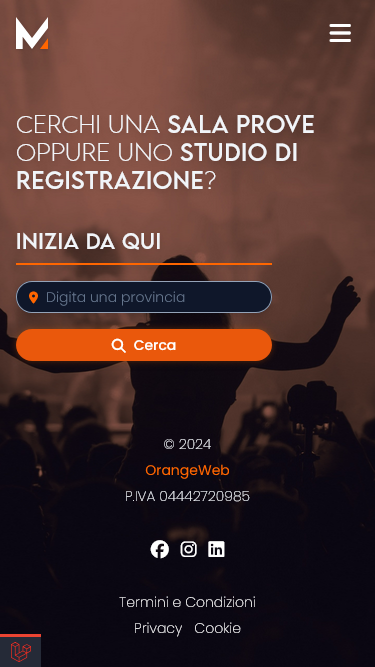 CERCHI UNA SALA PROVE
OPPURE UNO STUDIO DI
REGISTRAZIONE?
INIZIA DA QUI
Digita una provincia
Cerca
© 2024
OrangeWeb
P.IVA 04442720985
Termini e Condizioni
Privacy Cookie